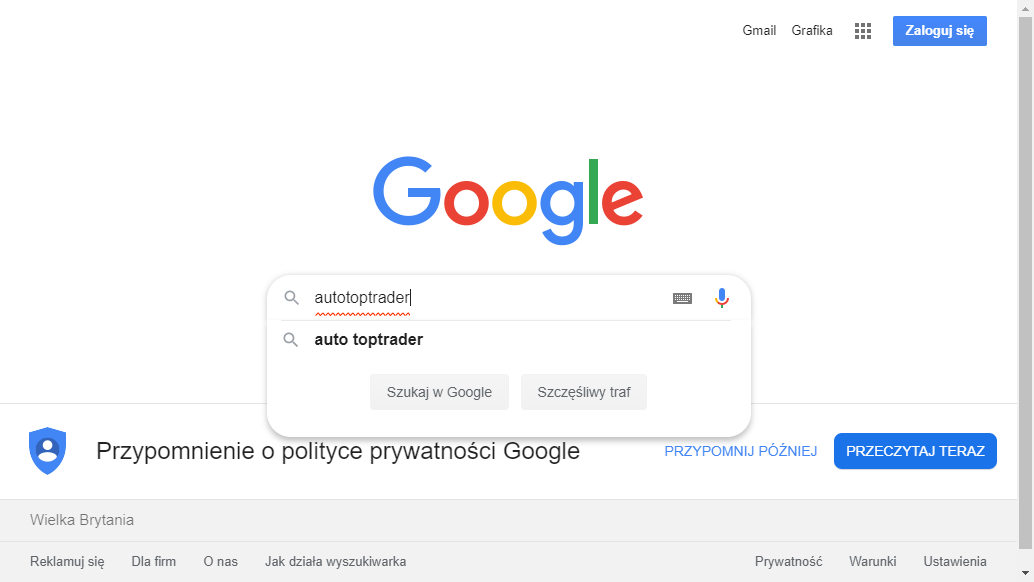 Gmail Grafika Zaloguj się
Google
autotoptrader
auto toptrader
Szukaj w Google Szczęśliwy traf
Przypomnienie o polityce prywatności Google PRZYPOMNIJ PÓŹNIEJ PRZECZYTAJ TERAZ
Wielka Brytania
Reklamuj się Dla firm O nas Jak działa wyszukiwarka Prywatność Warunki Ustawienia